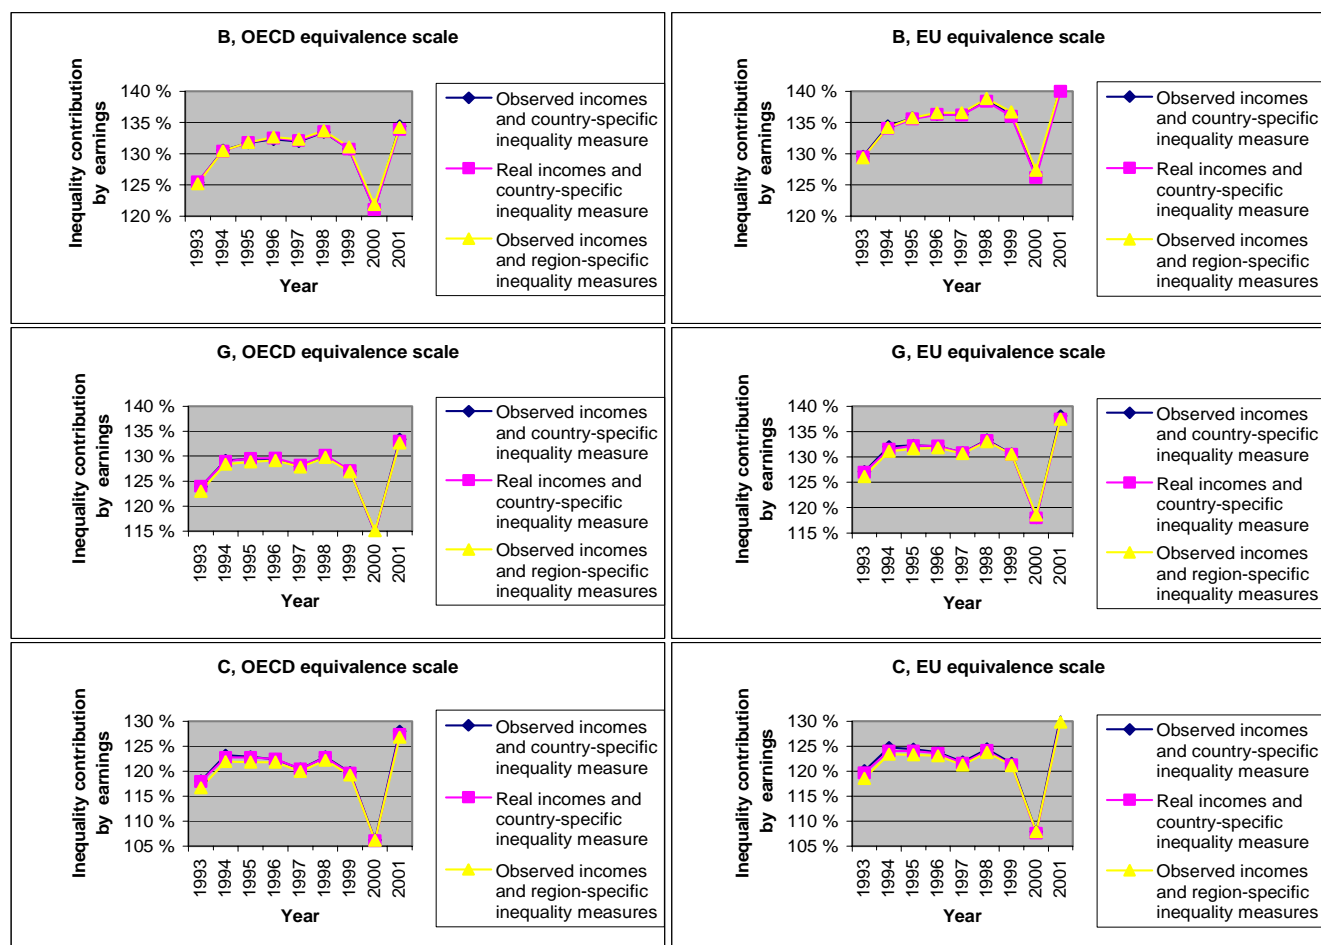 B, OECD equivalence scale
Inequality contribution
by earnings
140 %
135 %
130 %
125 %
120 %
1993
1994
1995
1996
1997
1998
1999
2000
2001
Year
Observed incomes
and country-specific
inequality measure
Real incomes and
country-specific
inequality measure
Observed incomes
and region-specific
inequality measures
B, EU equivalence scale
Inequality contribution
by earnings
140 %
135 %
130 %
125 %
120 %
1993
1994
1995
1996
1997
1998
1999
2000
2001
Year
Observed incomes
and country-specific
inequality measure
Real incomes and
country-specific
inequality measure
Observed incomes
and region-specific
inequality measures
G, OECD equivalence scale
Inequality contribution
by earnings
140 %
135 %
130 %
125 %
120 %
115 %
1993
1994
1995
1996
1997
1998
1999
2000
2001
Year
Observed incomes
and country-specific
inequality measure
Real incomes and
country-specific
inequality measure
Observed incomes
and region-specific
inequality measures
G, EU equivalence scale
Inequality contribution
by earnings
140 %
135 %
130 %
125 %
120 %
115 %
1993
1994
1995
1996
1997
1998
1999
2000
2001
Year
Observed incomes
and country-specific
inequality measure
Real incomes and
country-specific
inequality measure
Observed incomes
and region-specific
inequality measures
C, OECD equivalence scale
Inequality contribution
by earnings
130 %
125 %
120 %
115 %
110 %
105 %
1993
1994
1995
1996
1997
1998
1999
2000
2001
Year
Observed incomes
and country-specific
inequality measure
Real incomes and
country-specific
inequality measure
Observed incomes
and region-specific
inequality measures
C, EU equivalence scale
Inequality contribution
by earnings
130 %
125 %
120 %
115 %
110 %
105 %
1993
1994
1995
1996
1997
1998
1999
2000
2001
Year
Observed incomes
and country-specific
inequality measure
Real incomes and
country-specific
inequality measure
Observed incomes
and region-specific
inequality measures